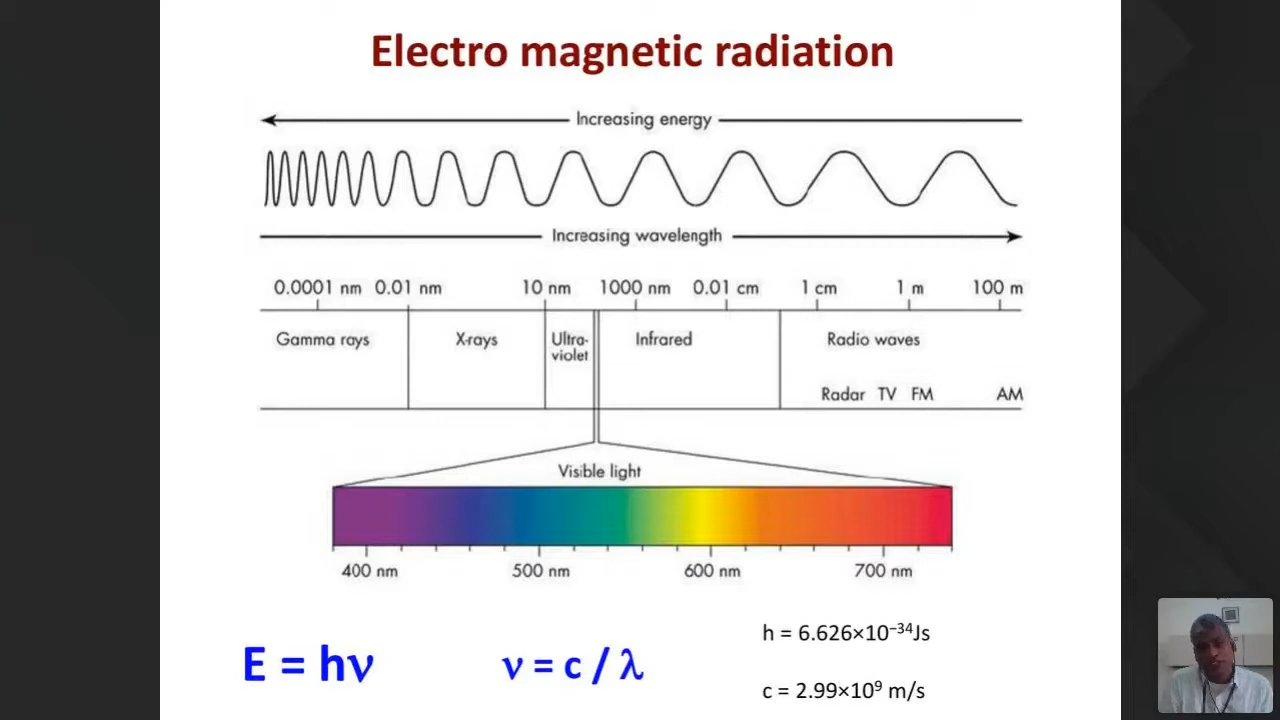 Electro magnetic radiation
Increasing energy
Increasing wavelength
0.0001 nm 0.01 nm 10 nm 1000 nm 0.01 cm 1 cm 1 m 100 m
Gamma rays X-rays Ultra-violet Infrared Radio waves
Radar TV FM AM
Visible light
400 nm 500 nm 600 nm 700 nm
h = 6.626×10⁻³⁴Js
E = hν ν = c / λ
c = 2.99×10⁹ m/s